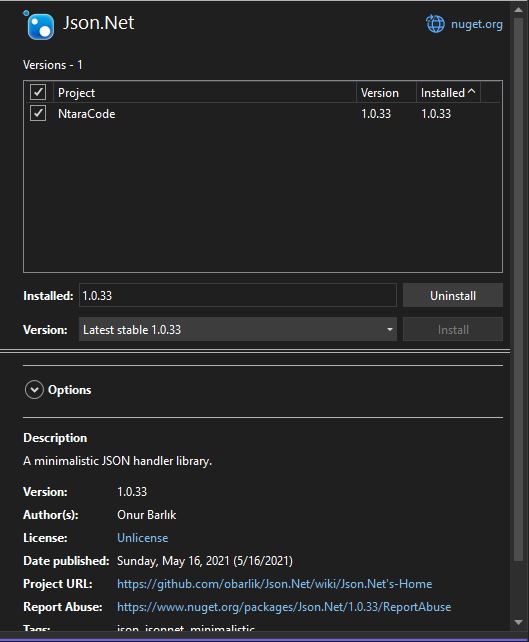 Json.Net
nuget.org
Versions - 1
Project Version Installed
NtaraCode 1.0.33 1.0.33
Installed: 1.0.33 Uninstall
Version: Latest stable 1.0.33 Install
Options
Description
A minimalistic JSON handler library.
Version: 1.0.33
Author(s): Onur Barlık
License: Unlicense
Date published: Sunday, May 16, 2021 (5/16/2021)
Project URL: https://github.com/obarlik/Json.Net/wiki/Json.Net's-Home
Report Abuse: https://www.nuget.org/packages/Json.Net/1.0.33/ReportAbuse
Tags: json, jsonnet, minimalistic